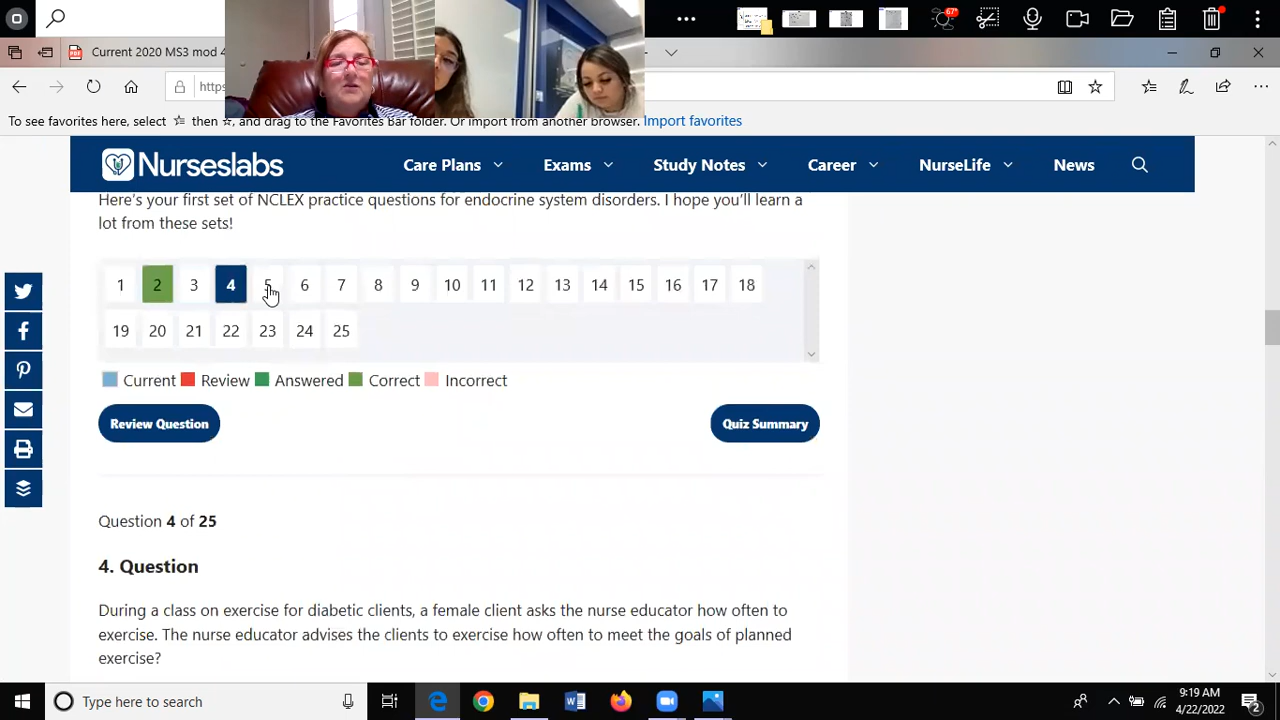 67°
Current 2020 MS3 mod 4
https
To see favorites here, select ☆ then ☆, and drag to the Favorites Bar folder. Or import from another browser. Import favorites
Nurseslabs Care Plans Exams Study Notes Career NurseLife News
Here's your first set of NCLEX practice questions for endocrine system disorders. I hope you'll learn a
lot from these sets!
1 2 3 4 5 6 7 8 9 10 11 12 13 14 15 16 17 18
19 20 21 22 23 24 25
Current Review Answered Correct Incorrect
Review Question Quiz Summary
Question 4 of 25
4. Question
During a class on exercise for diabetic clients, a female client asks the nurse educator how often to
exercise. The nurse educator advises the clients to exercise how often to meet the goals of planned
exercise?
Type here to search
9:19 AM
4/22/2022
2